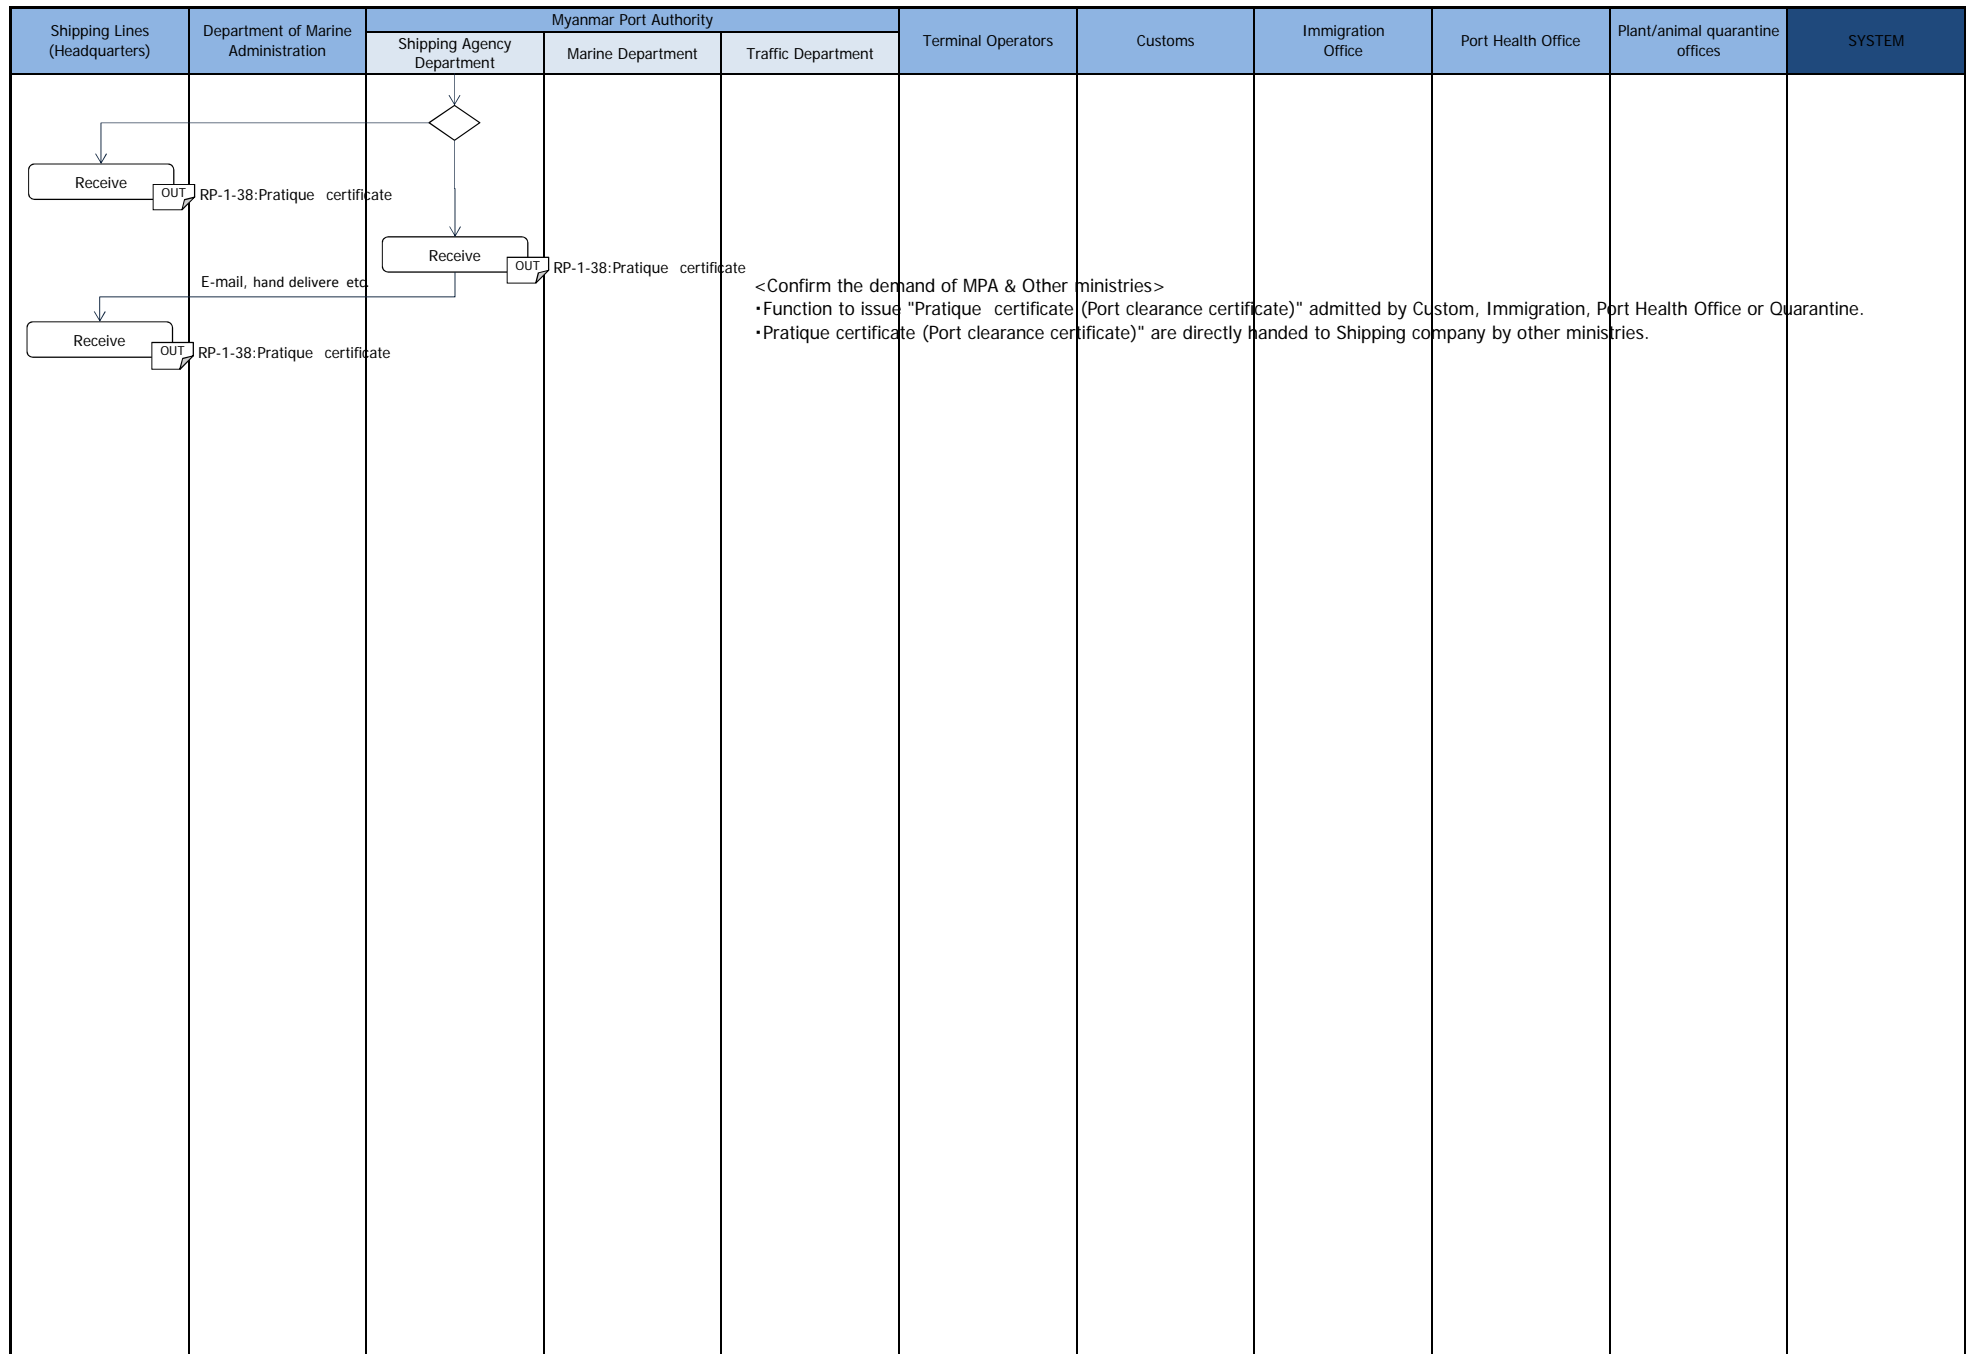 Shipping Lines
(Headquarters)
Department of Marine
Administration
Myanmar Port Authority
Shipping Agency
Department
Marine Department
Traffic Department
Terminal Operators
Customs
Immigration
Office
Port Health Office
Plant/animal quarantine
offices
SYSTEM
Receive
OUT
RP-1-38:Pratique certificate
Receive
OUT
RP-1-38:Pratique certificate
E-mail, hand delivere etc.
<Confirm the demand of MPA & Other ministries>
・Function to issue "Pratique certificate (Port clearance certificate)" admitted by Custom, Immigration, Port Health Office or Quarantine.
・Pratique certificate (Port clearance certificate)" are directly handed to Shipping company by other ministries.
Receive
OUT
RP-1-38:Pratique certificate